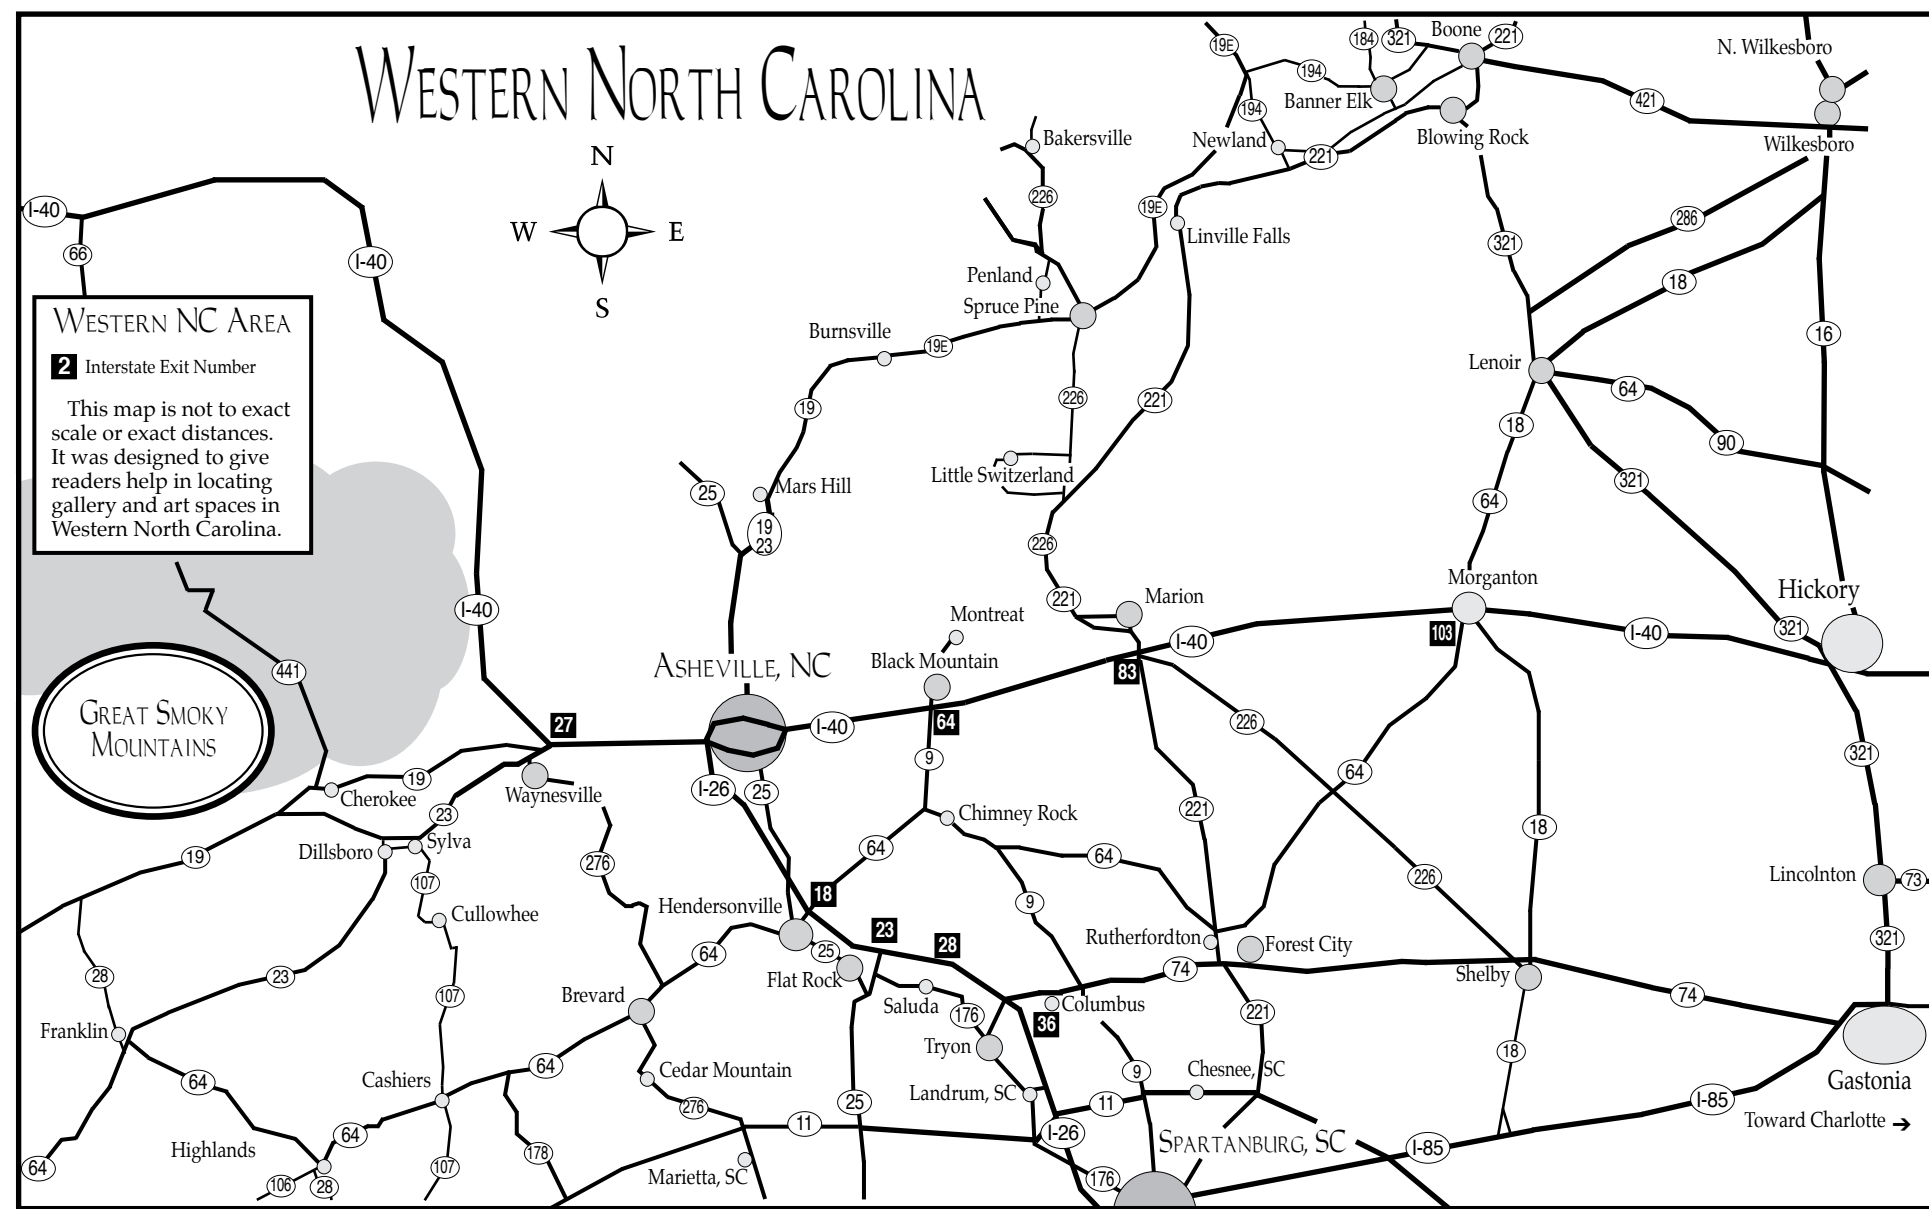 WESTERN NORTH CAROLINA
N
W E
S
WESTERN NC AREA
2 Interstate Exit Number
This map is not to exact
scale or exact distances.
It was designed to give
readers help in locating
gallery and art spaces in
Western North Carolina.
GREAT SMOKY
MOUNTAINS
I-40
66
I-40
I-40
441
19E
184
321
Boone
221
N. Wilkesboro
194
Banner Elk
421
194
Newland
221
Blowing Rock
Wilkesboro
Bakersville
226
19E
Linville Falls
321
286
18
16
Penland
Spruce Pine
Burnsville
19E
19
226
221
Lenoir
64
18
90
321
64
Little Switzerland
25
Mars Hill
19
23
226
221
Marion
Morganton
Hickory
Montreat
Black Mountain
I-40
103
I-40
321
ASHEVILLE, NC
83
27
64
I-40
226
321
9
64
I-26
25
Waynesville
19
Cherokee
23
Sylva
Dillsboro
19
276
Chimney Rock
221
18
64
64
107
Cullowhee
18
Hendersonville
9
226
Lincolnton
73
23
28
Rutherfordton
Forest City
321
64
25
Flat Rock
74
Shelby
28
23
107
Brevard
Saluda
176
Columbus
36
221
74
Franklin
Tryon
18
Gastonia
64
Cashiers
64
Cedar Mountain
Landrum, SC
9
Chesnee, SC
276
25
11
I-85
Toward Charlotte ➔
11
I-26
SPARTANBURG, SC
I-85
Highlands
64
178
107
Marietta, SC
176
64
106
28